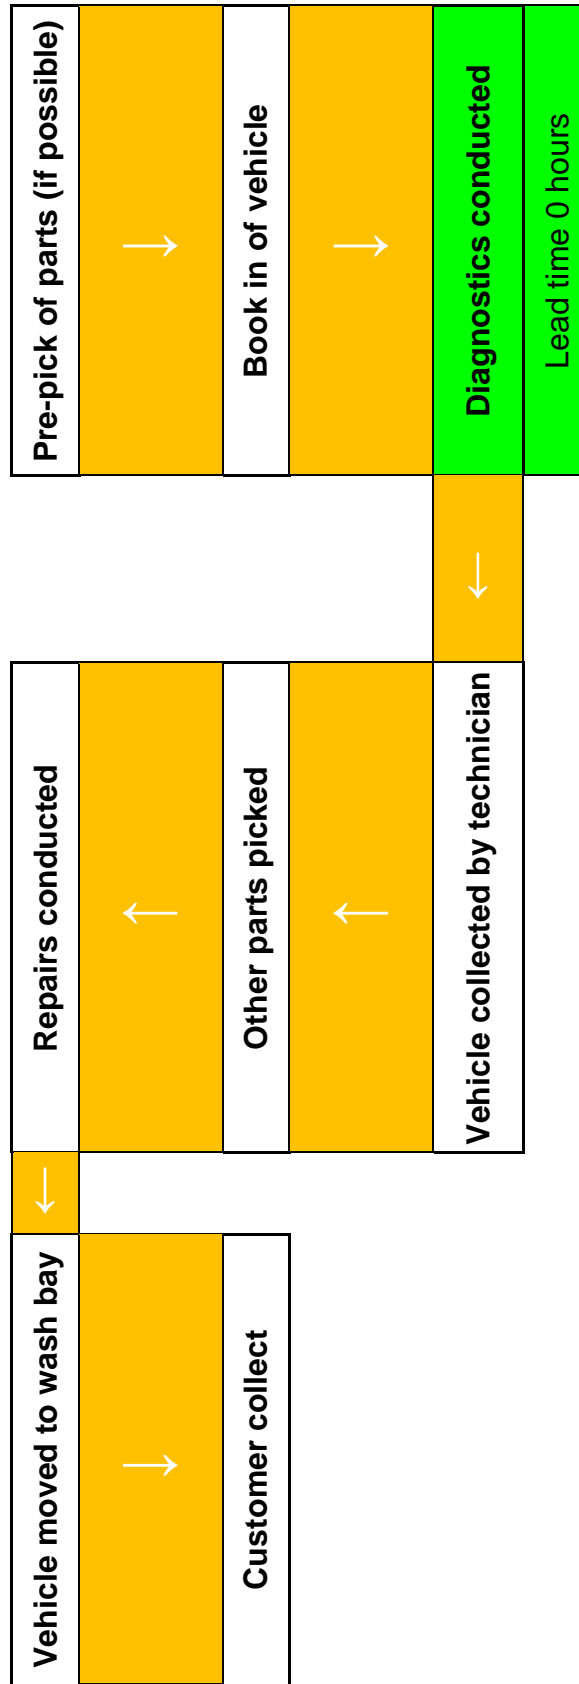 Pre-pick of parts (if possible)
→
Book in of vehicle
→
Diagnostics conducted
Lead time 0 hours
←
Vehicle collected by technician
←
Other parts picked
←
Repairs conducted
←
Vehicle moved to wash bay
→
Customer collect